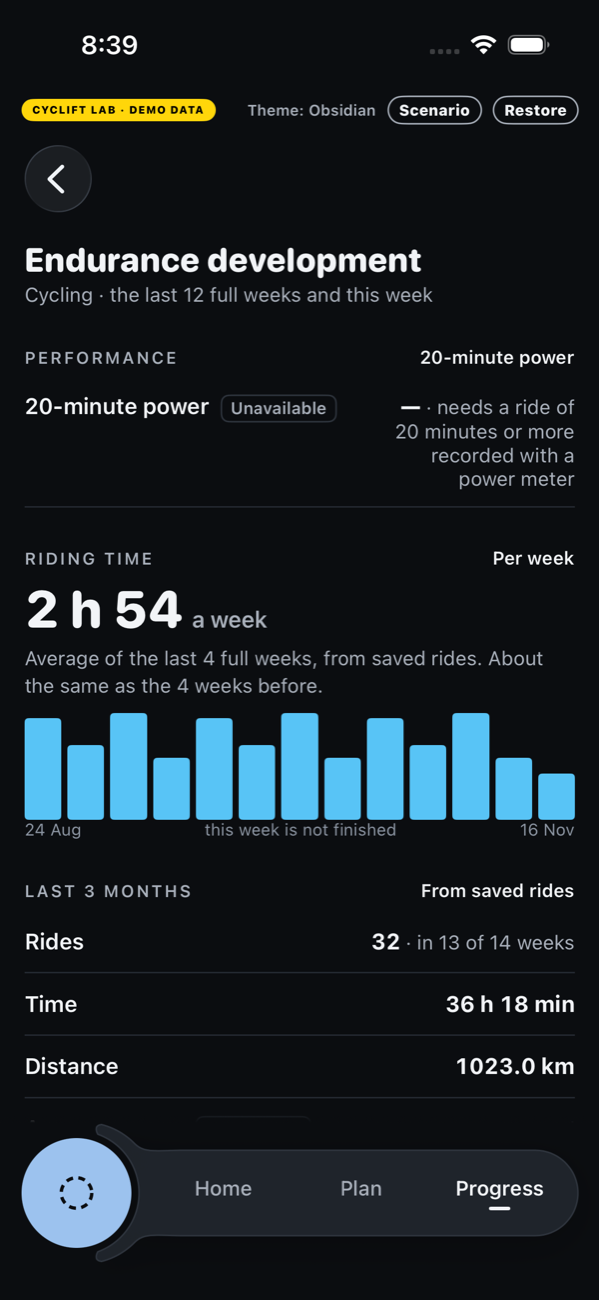 8:39
CYCLIFT LAB · DEMO DATA
Theme: Obsidian
Scenario
Restore
Endurance development
Cycling · the last 12 full weeks and this week
PERFORMANCE
20-minute power
20-minute power
Unavailable
— · needs a ride of
20 minutes or more
recorded with a
power meter
RIDING TIME
Per week
2 h 54 a week
Average of the last 4 full weeks, from saved rides. About
the same as the 4 weeks before.
24 Aug
this week is not finished
16 Nov
LAST 3 MONTHS
From saved rides
Rides
32 · in 13 of 14 weeks
Time
36 h 18 min
Distance
1023.0 km
Home
Plan
Progress